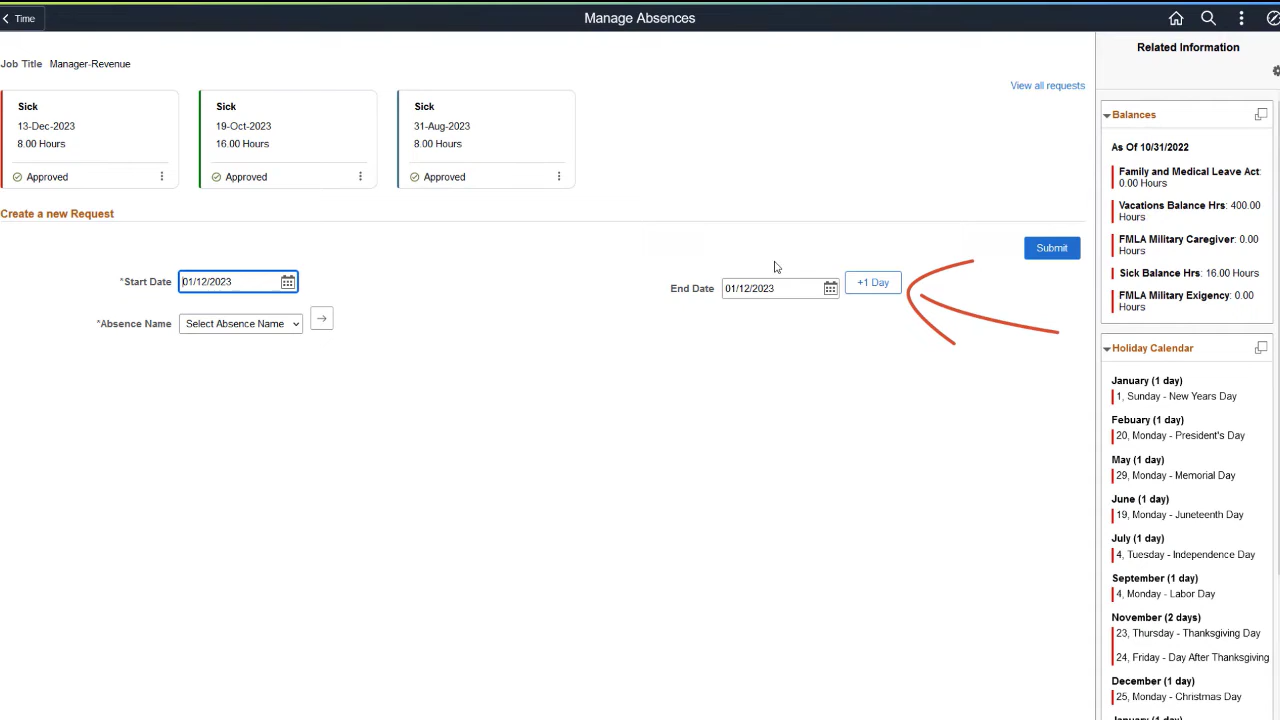 Time
Manage Absences
Job Title Manager-Revenue
View all requests
Sick
13-Dec-2023
8.00 Hours
Approved
Sick
19-Oct-2023
16.00 Hours
Approved
Sick
31-Aug-2023
8.00 Hours
Approved
Create a new Request
Submit
*Start Date 01/12/2023
End Date 01/12/2023 +1 Day
*Absence Name Select Absence Name
Related Information
Balances
As Of 10/31/2022
Family and Medical Leave Act:
0.00 Hours
Vacations Balance Hrs: 400.00
Hours
FMLA Military Caregiver: 0.00
Hours
Sick Balance Hrs: 16.00 Hours
FMLA Military Exigency: 0.00
Hours
Holiday Calendar
January (1 day)
1, Sunday - New Years Day
Febuary (1 day)
20, Monday - President's Day
May (1 day)
29, Monday - Memorial Day
June (1 day)
19, Monday - Juneteenth Day
July (1 day)
4, Tuesday - Independence Day
September (1 day)
4, Monday - Labor Day
November (2 days)
23, Thursday - Thanksgiving Day
24, Friday - Day After Thanksgiving
December (1 day)
25, Monday - Christmas Day